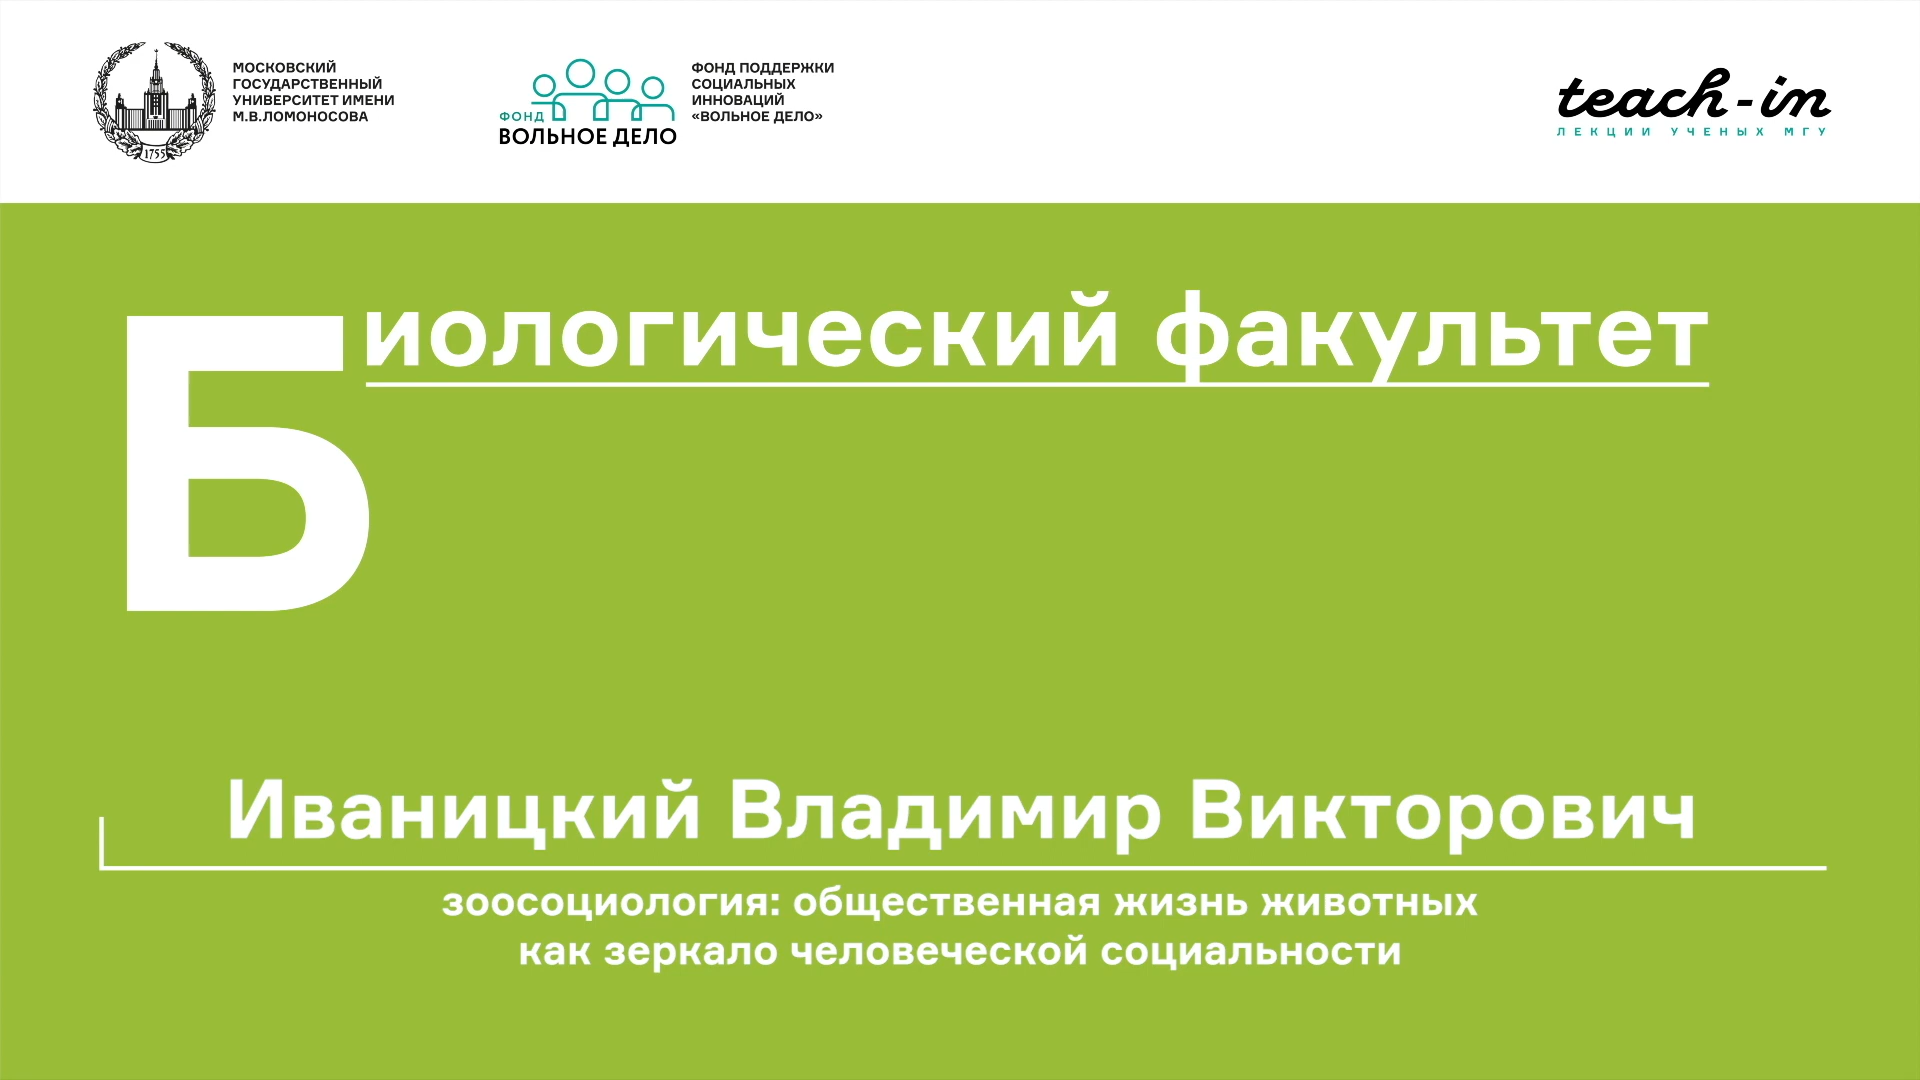 МОСКОВСКИЙ
ГОСУДАРСТВЕННЫЙ
УНИВЕРСИТЕТ ИМЕНИ
М.В.ЛОМОНОСОВА
1755
ФОНД
ВОЛЬНОЕ ДЕЛО
ФОНД ПОДДЕРЖКИ
СОЦИАЛЬНЫХ
ИННОВАЦИЙ
«ВОЛЬНОЕ ДЕЛО»
teach-in
ЛЕКЦИИ УЧЕНЫХ МГУ
Биологический факультет
Иваницкий Владимир Викторович
зоосоциология: общественная жизнь животных
как зеркало человеческой социальности